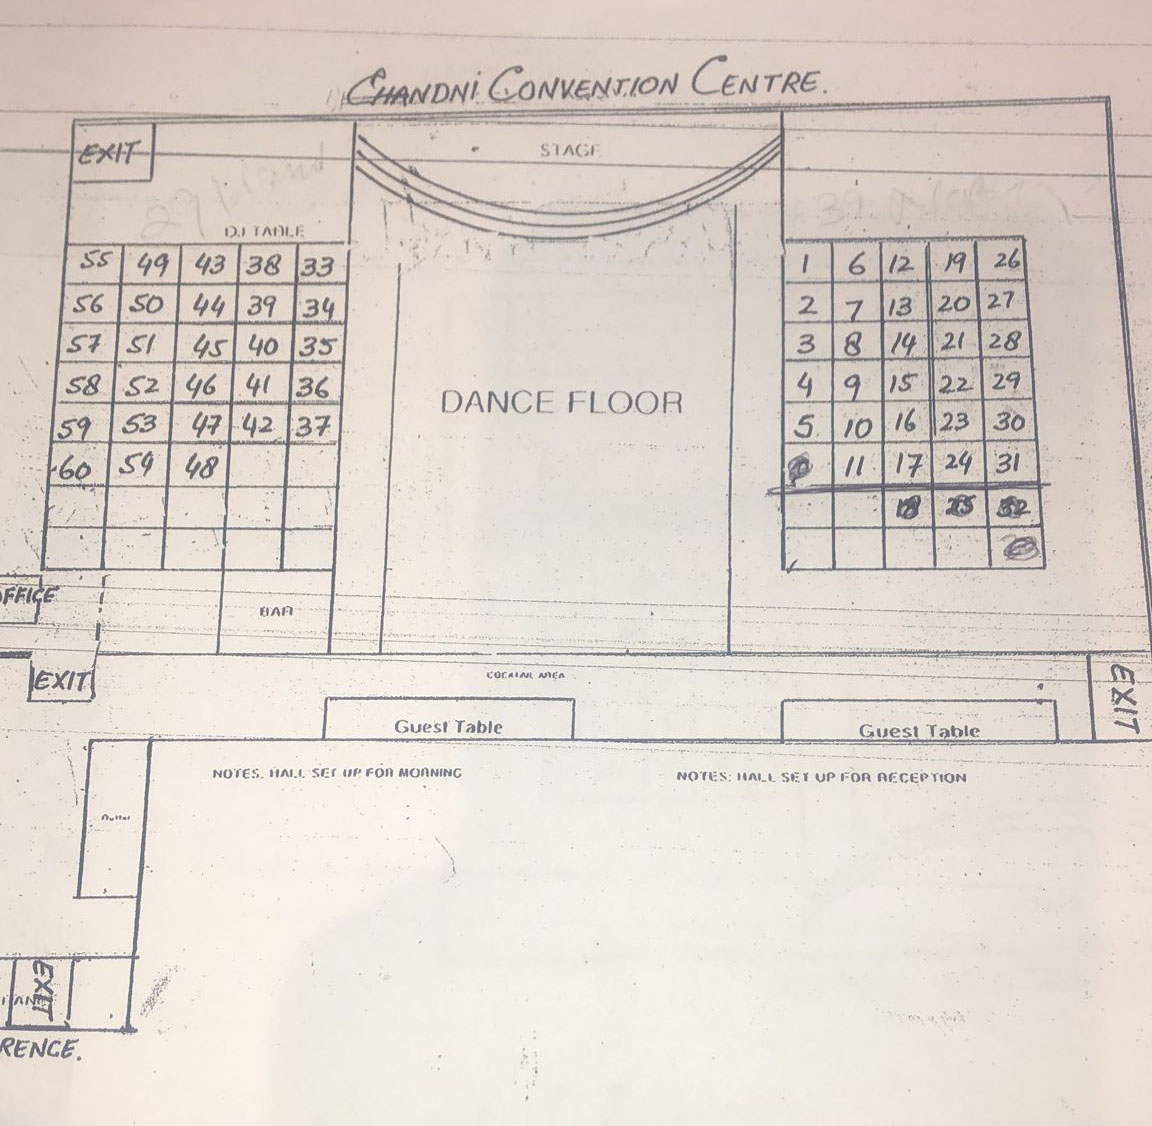 CHANDNI CONVENTION CENTRE.
EXIT
STAGE
DJ TABLE
55 49 43 38 33
56 50 44 39 34
57 51 45 40 35
58 52 46 41 36
59 53 47 42 37
60 54 48
1 6 12 19 26
2 7 13 20 27
3 8 14 21 28
4 9 15 22 29
5 10 16 23 30
11 17 24 31
18 25 32
DANCE FLOOR
OFFICE
BAR
EXIT
COCKTAIL AREA
EXIT
Guest Table
Guest Table
NOTES: HALL SET UP FOR MORNING
NOTES: HALL SET UP FOR RECEPTION
EXIT
RENCE.